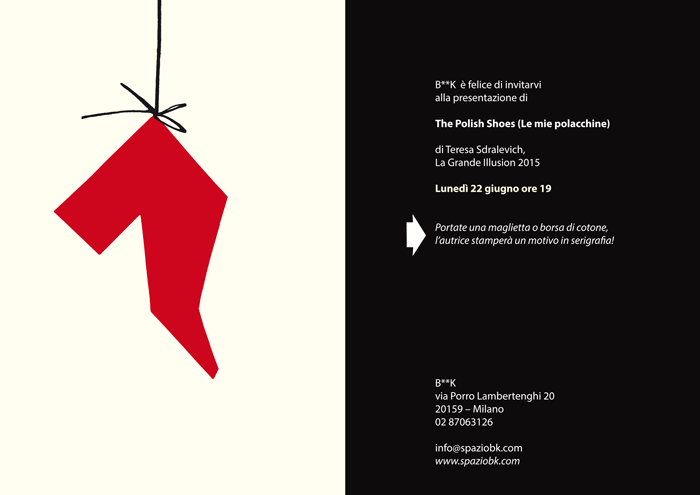 B**K è felice di invitarvi
alla presentazione di
The Polish Shoes (Le mie polacchine)
di Teresa Sdralevich,
La Grande Illusion 2015
Lunedì 22 giugno ore 19
Portate una maglietta o borsa di cotone,
l'autrice stamperà un motivo in serigrafia!
B**K
via Porro Lambertenghi 20
20159 – Milano
02 87063126
info@spaziobk.com
www.spaziobk.com